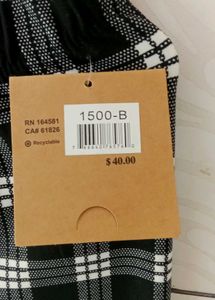 1500-B
RN 164581
CA# 61826
Recyclable
$ 40.00